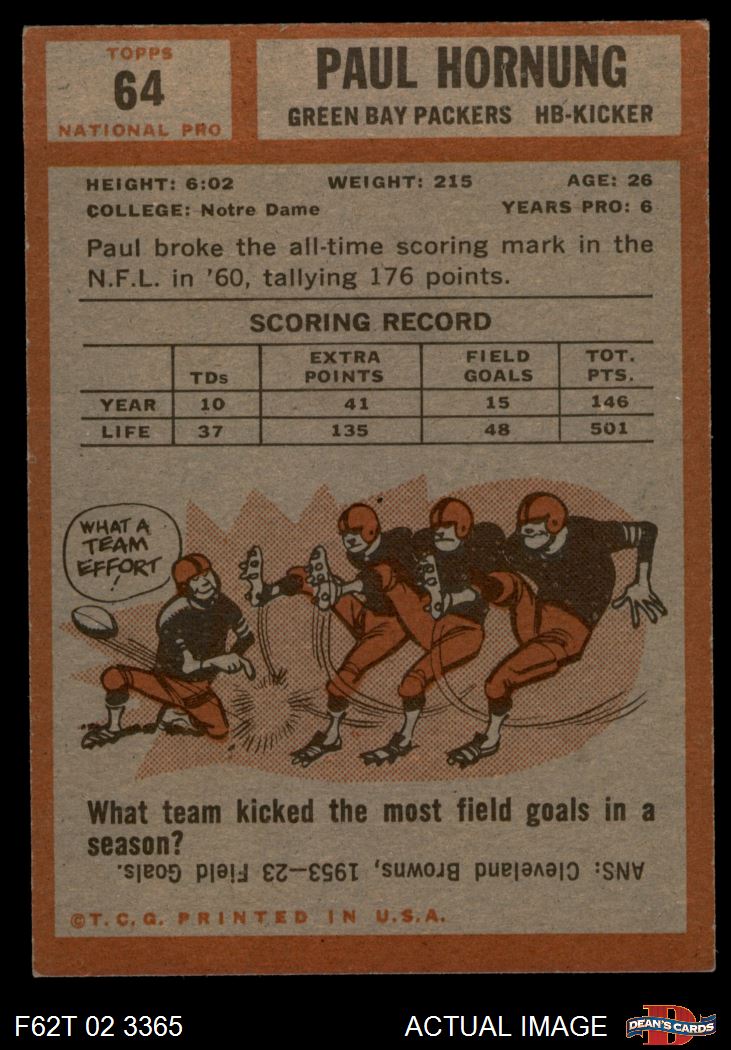 TOPPS
64
NATIONAL PRO
PAUL HORNUNG
GREEN BAY PACKERS HB-KICKER
HEIGHT: 6:02 WEIGHT: 215 AGE: 26
COLLEGE: Notre Dame YEARS PRO: 6
Paul broke the all-time scoring mark in the
N.F.L. in '60, tallying 176 points.
SCORING RECORD
TDs EXTRA POINTS FIELD GOALS TOT. PTS.
YEAR 10 41 15 146
LIFE 37 135 48 501
WHAT A
TEAM
EFFORT
!
What team kicked the most field goals in a
season?
ANS: Cleveland Browns, 1953—23 Field Goals.
©T.C.G. PRINTED IN U.S.A.
F62T 02 3365 ACTUAL IMAGE
D
DEAN'S CARDS